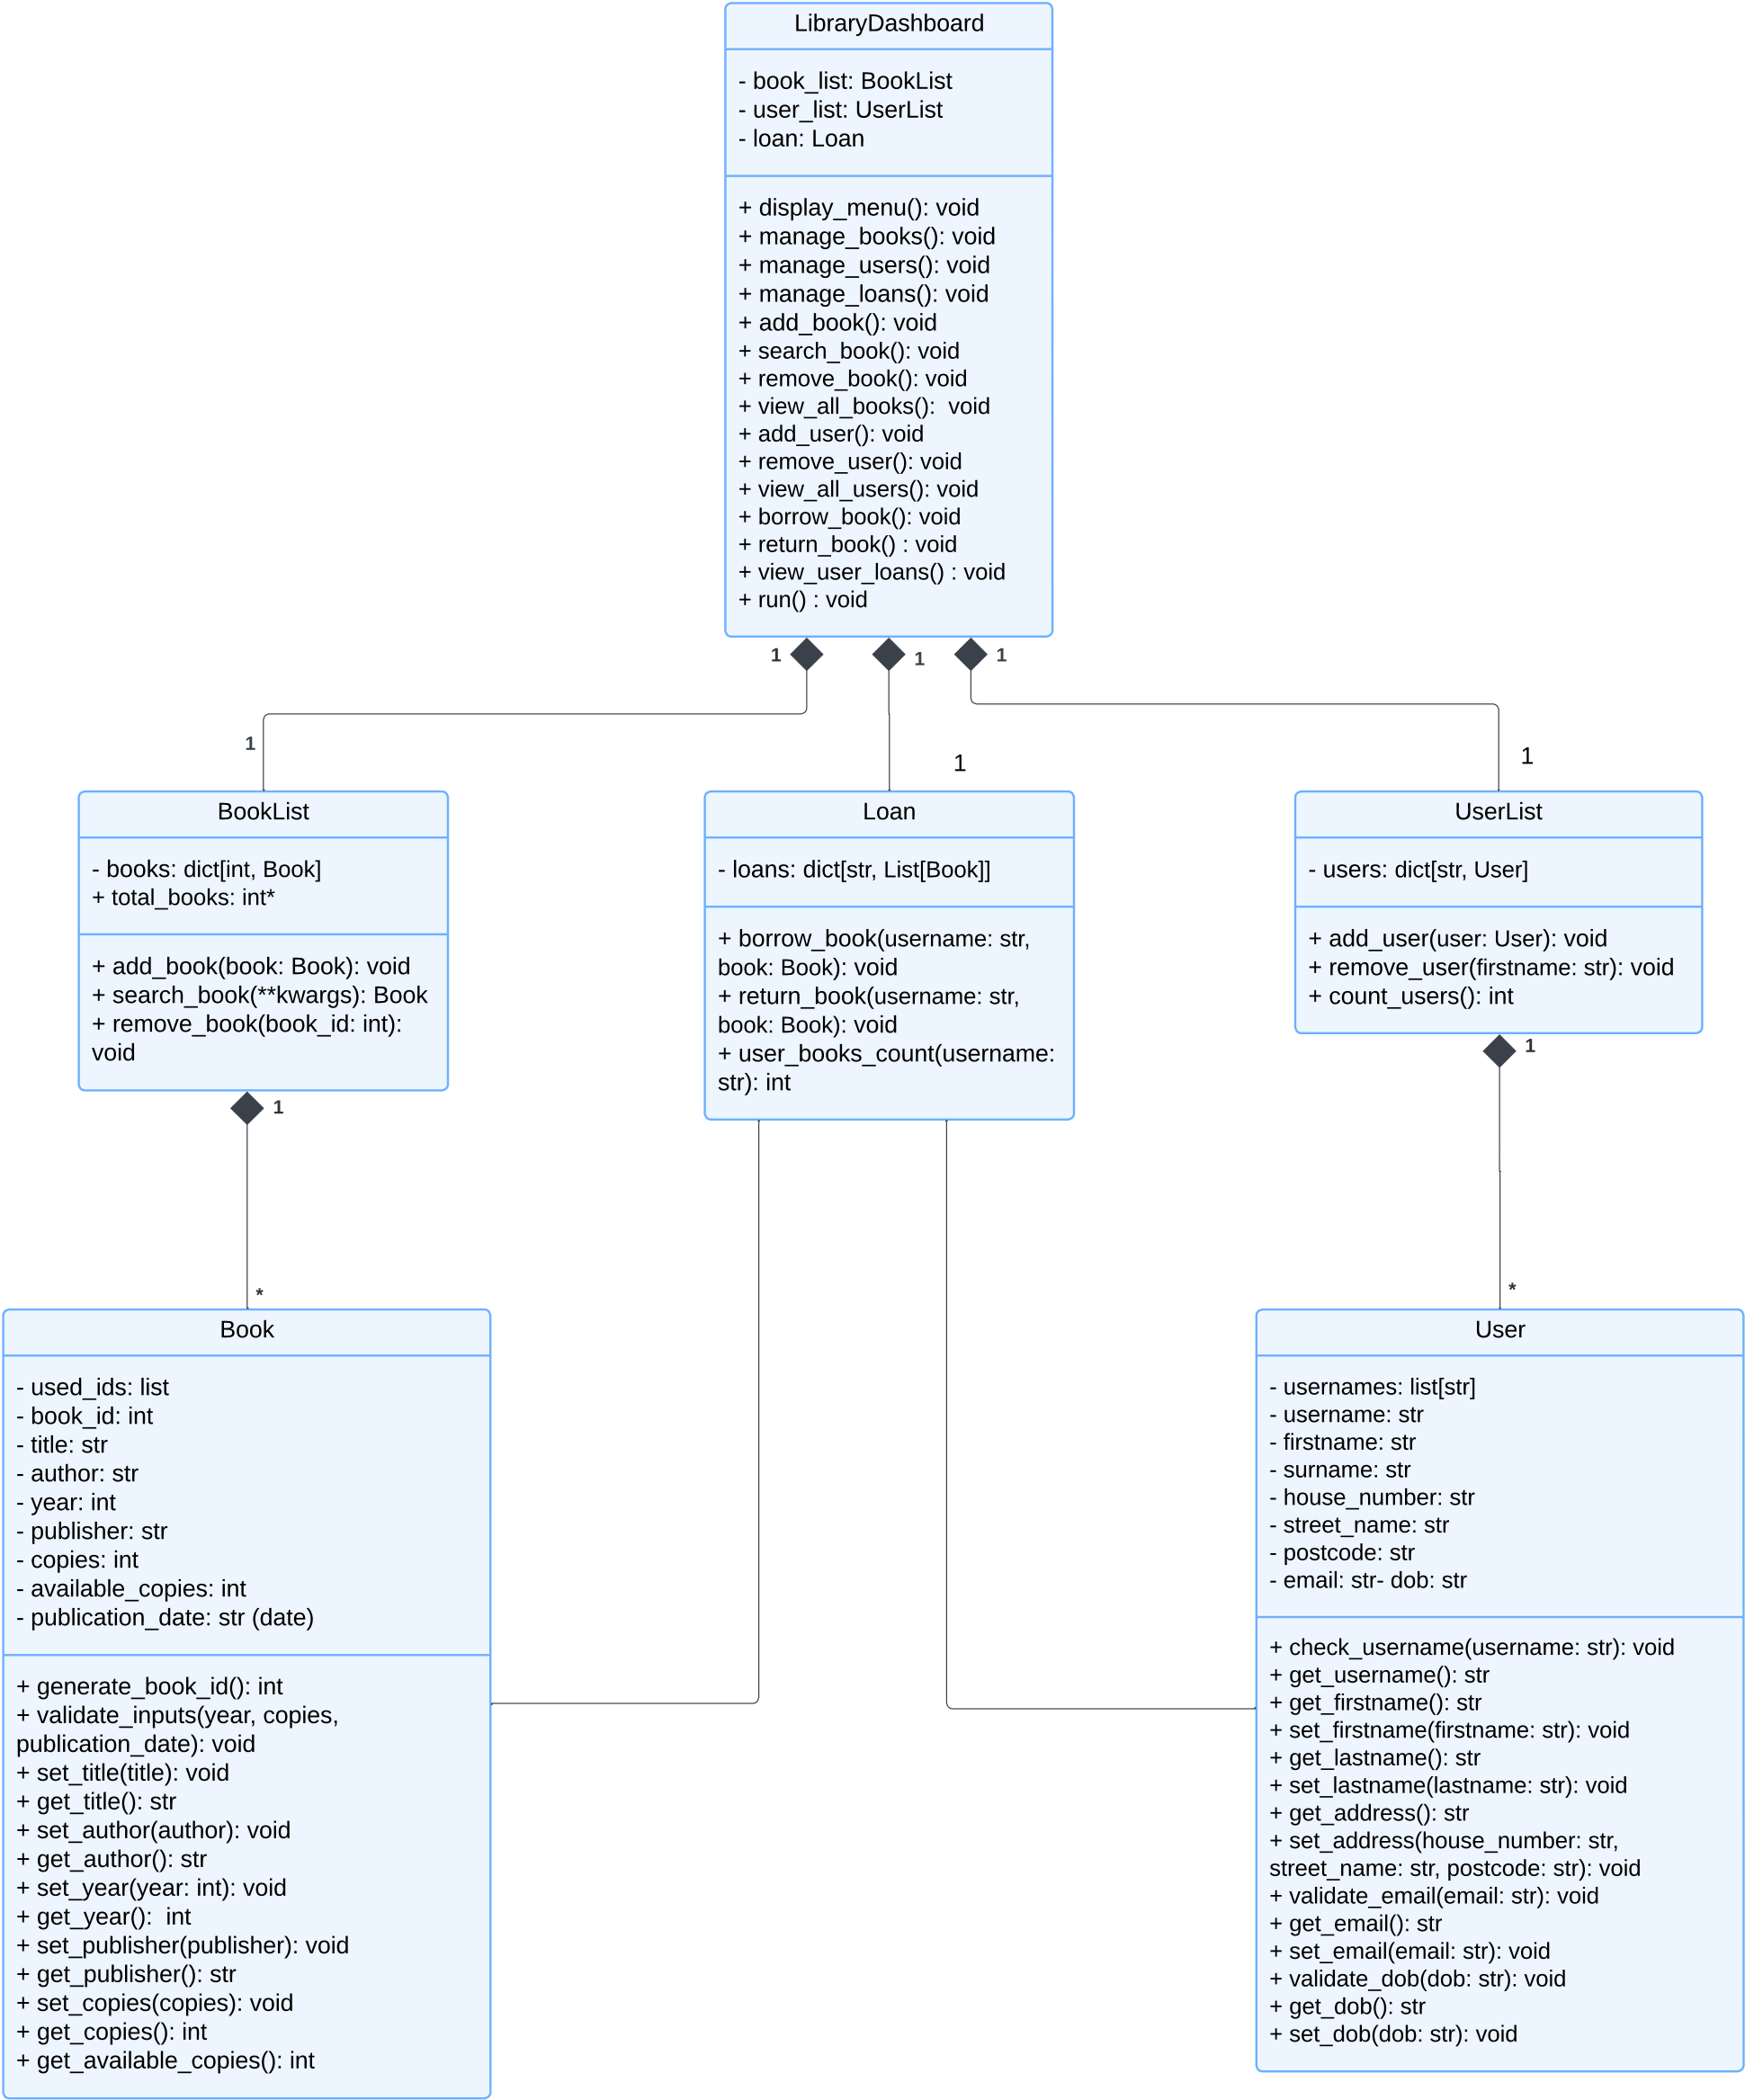 LibraryDashboard
- book_list: BookList
- user_list: UserList
- loan: Loan
+ display_menu(): void
+ manage_books(): void
+ manage_users(): void
+ manage_loans(): void
+ add_book(): void
+ search_book(): void
+ remove_book(): void
+ view_all_books():  void
+ add_user(): void
+ remove_user(): void
+ view_all_users(): void
+ borrow_book(): void
+ return_book() : void
+ view_user_loans() : void
+ run() : void
1
1
1
1
1
1
BookList
- books: dict[int, Book]
+ total_books: int*
+ add_book(book: Book): void
+ search_book(**kwargs): Book
+ remove_book(book_id: int):
void
Loan
- loans: dict[str, List[Book]]
+ borrow_book(username: str,
book: Book): void
+ return_book(username: str,
book: Book): void
+ user_books_count(username:
str): int
UserList
- users: dict[str, User]
+ add_user(user: User): void
+ remove_user(firstname: str): void
+ count_users(): int
1
1
*
*
Book
- used_ids: list
- book_id: int
- title: str
- author: str
- year: int
- publisher: str
- copies: int
- available_copies: int
- publication_date: str (date)
+ generate_book_id(): int
+ validate_inputs(year, copies,
publication_date): void
+ set_title(title): void
+ get_title(): str
+ set_author(author): void
+ get_author(): str
+ set_year(year: int): void
+ get_year():  int
+ set_publisher(publisher): void
+ get_publisher(): str
+ set_copies(copies): void
+ get_copies(): int
+ get_available_copies(): int
User
- usernames: list[str]
- username: str
- firstname: str
- surname: str
- house_number: str
- street_name: str
- postcode: str
- email: str- dob: str
+ check_username(username: str): void
+ get_username(): str
+ get_firstname(): str
+ set_firstname(firstname: str): void
+ get_lastname(): str
+ set_lastname(lastname: str): void
+ get_address(): str
+ set_address(house_number: str,
street_name: str, postcode: str): void
+ validate_email(email: str): void
+ get_email(): str
+ set_email(email: str): void
+ validate_dob(dob: str): void
+ get_dob(): str
+ set_dob(dob: str): void